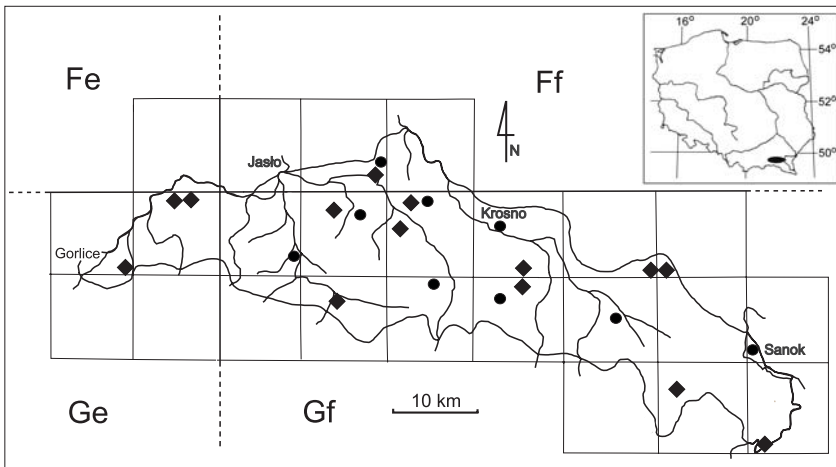 16° 20° 24°
54°
52°
50°
Fe
Ff
N
Jasło
Krosno
Gorlice
Sanok
Ge
Gf
10 km